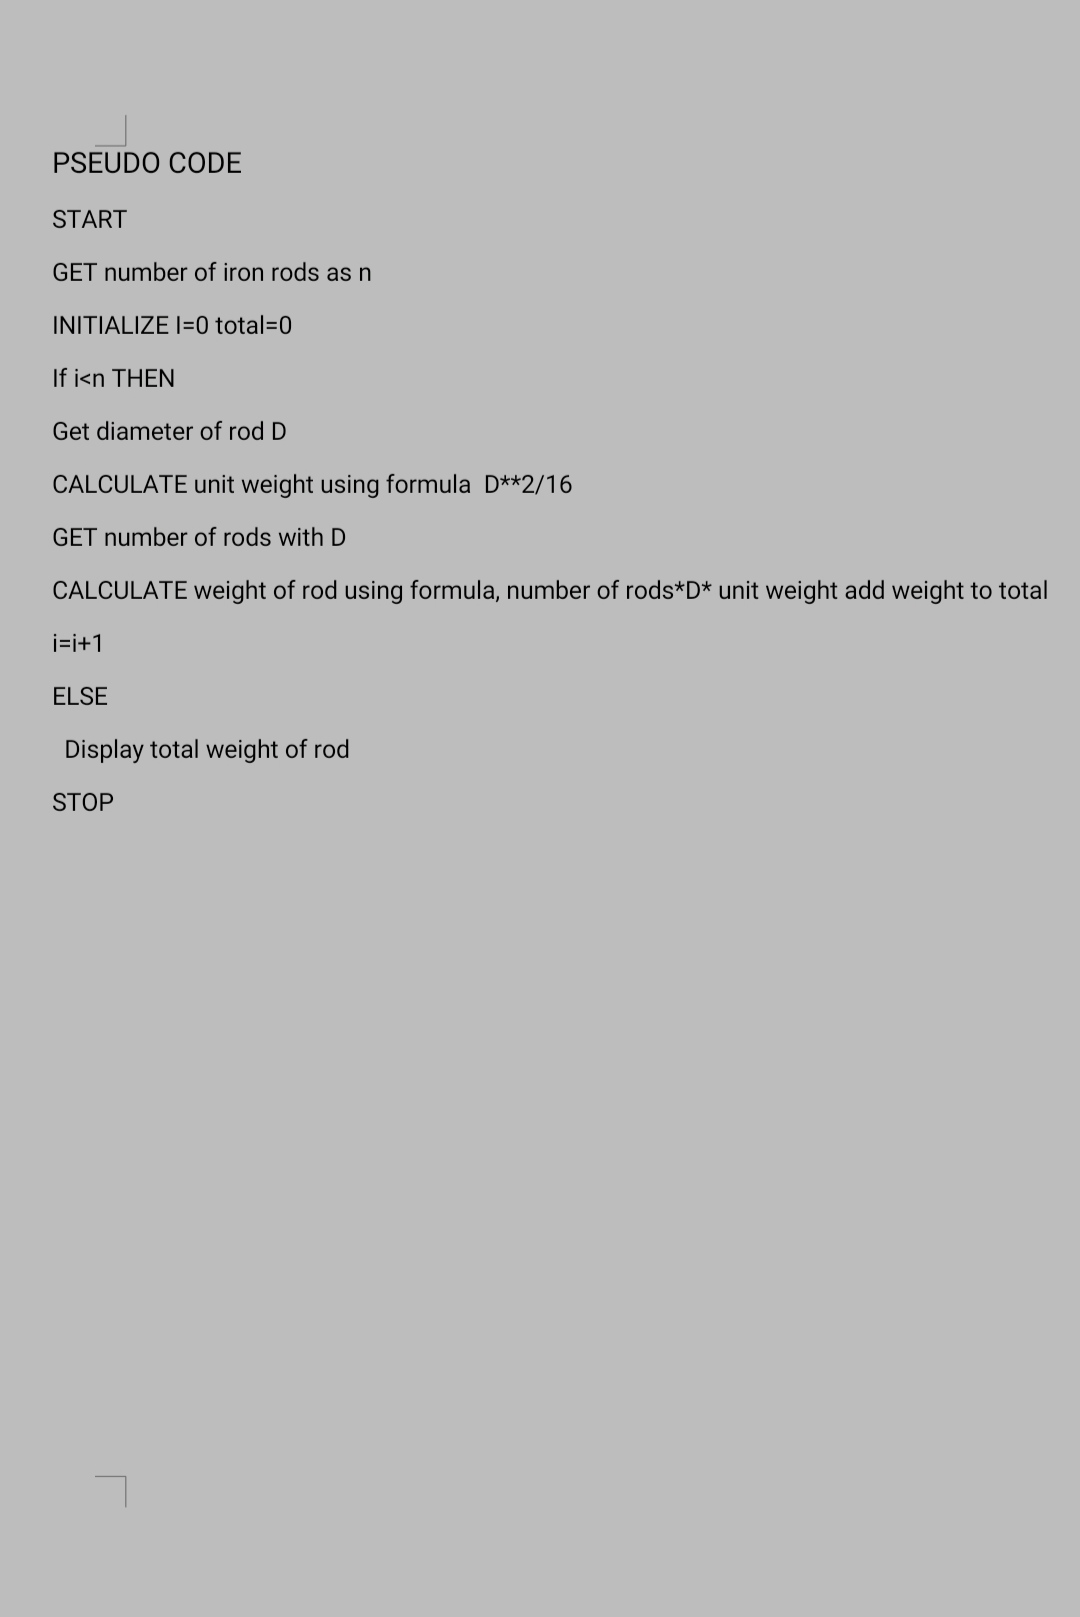 PSEUDO CODE
START
GET number of iron rods as n
INITIALIZE I=0 total=0
If i<n THEN
Get diameter of rod D
CALCULATE unit weight using formula  D**2/16
GET number of rods with D
CALCULATE weight of rod using formula, number of rods*D* unit weight add weight to total
i=i+1
ELSE
Display total weight of rod
STOP